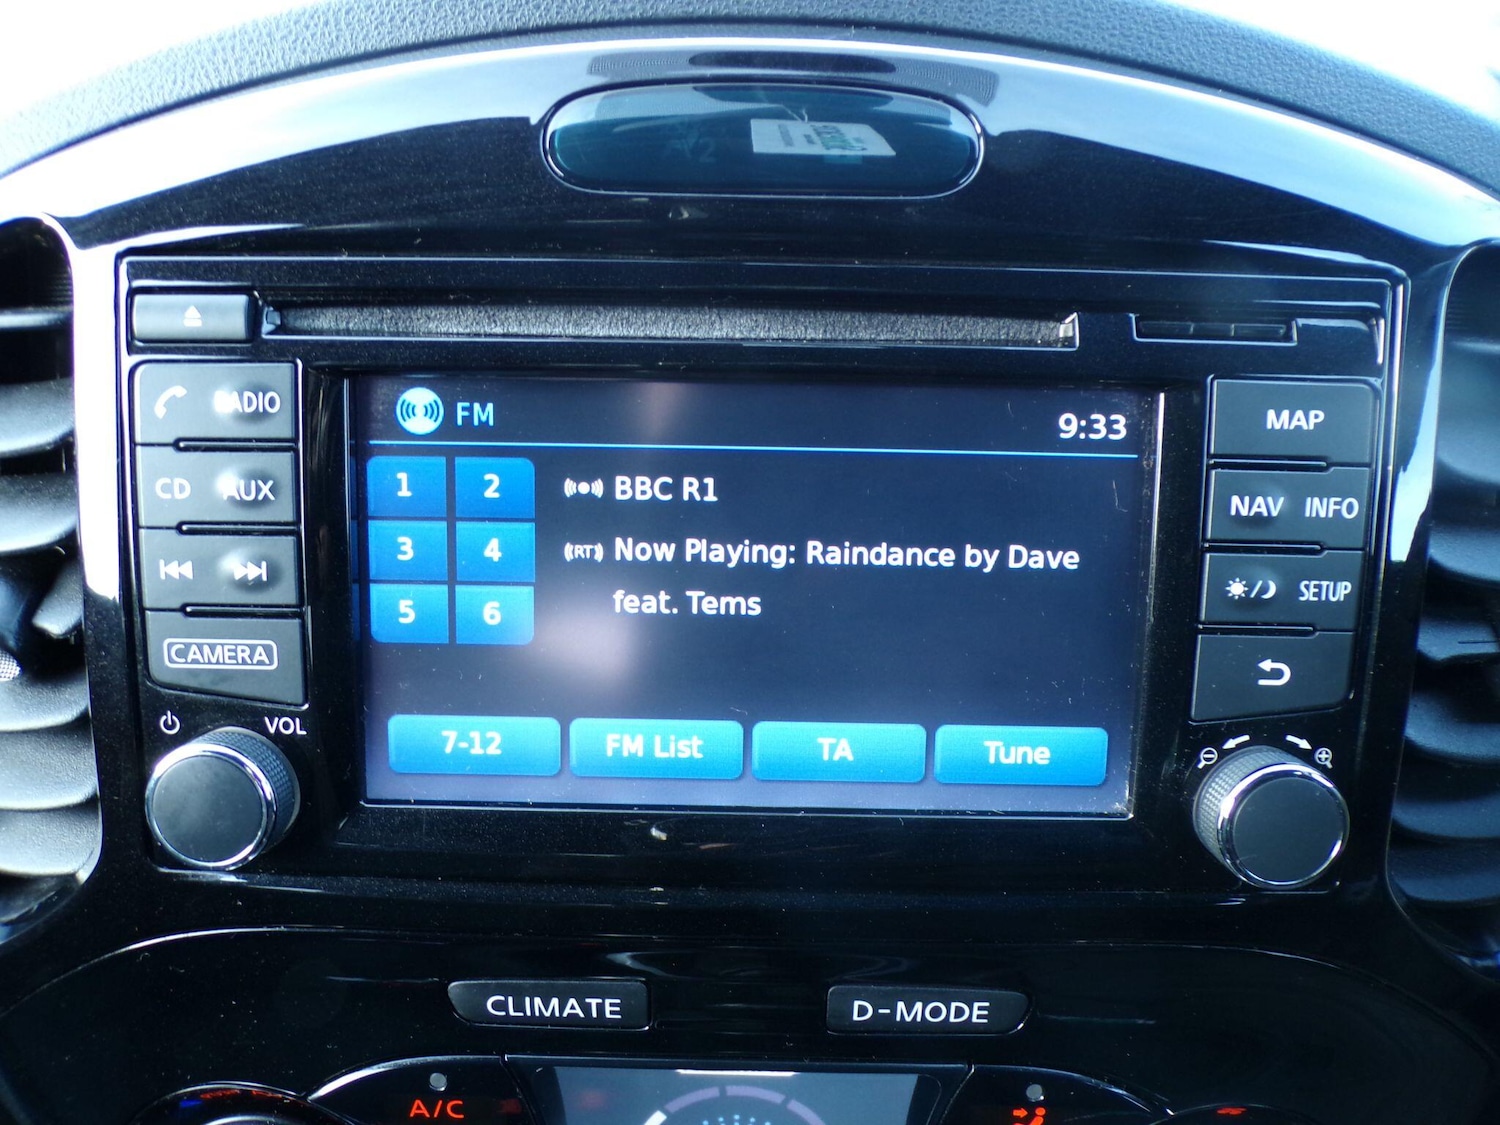 FM
9:33
RADIO
MAP
1 2
BBC R1
CD AUX
NAV INFO
3 4
RT Now Playing: Raindance by Dave
feat. Tems
SETUP
5 6
CAMERA
VOL
7-12 FM List TA Tune
CLIMATE D-MODE
A/C